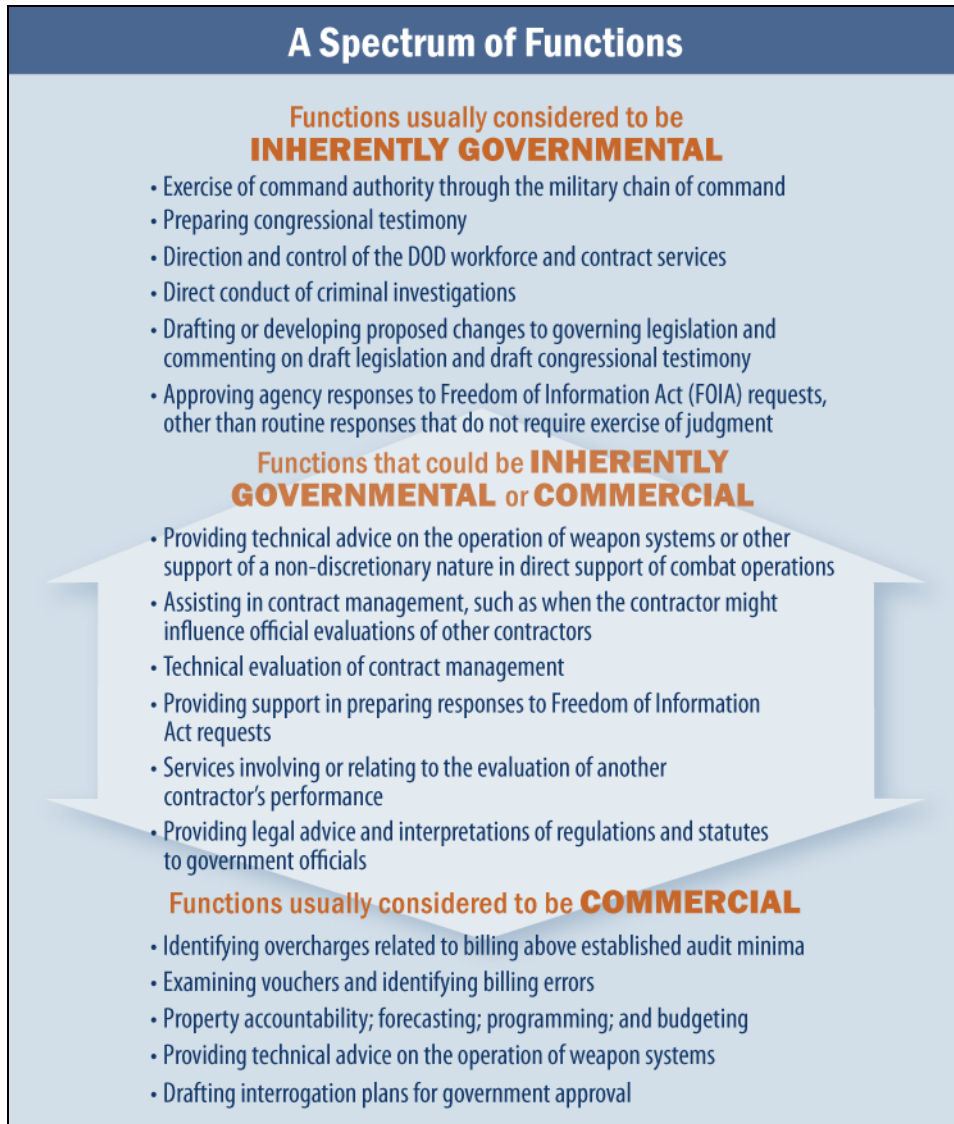 A Spectrum of Functions
Functions usually considered to be
INHERENTLY GOVERNMENTAL
• Exercise of command authority through the military chain of command
• Preparing congressional testimony
• Direction and control of the DOD workforce and contract services
• Direct conduct of criminal investigations
• Drafting or developing proposed changes to governing legislation and
commenting on draft legislation and draft congressional testimony
• Approving agency responses to Freedom of Information Act (FOIA) requests,
other than routine responses that do not require exercise of judgment
Functions that could be INHERENTLY
GOVERNMENTAL or COMMERCIAL
• Providing technical advice on the operation of weapon systems or other
support of a non-discretionary nature in direct support of combat operations
• Assisting in contract management, such as when the contractor might
influence official evaluations of other contractors
• Technical evaluation of contract management
• Providing support in preparing responses to Freedom of Information
Act requests
• Services involving or relating to the evaluation of another
contractor's performance
• Providing legal advice and interpretations of regulations and statutes
to government officials
Functions usually considered to be COMMERCIAL
• Identifying overcharges related to billing above established audit minima
• Examining vouchers and identifying billing errors
• Property accountability; forecasting; programming; and budgeting
• Providing technical advice on the operation of weapon systems
• Drafting interrogation plans for government approval